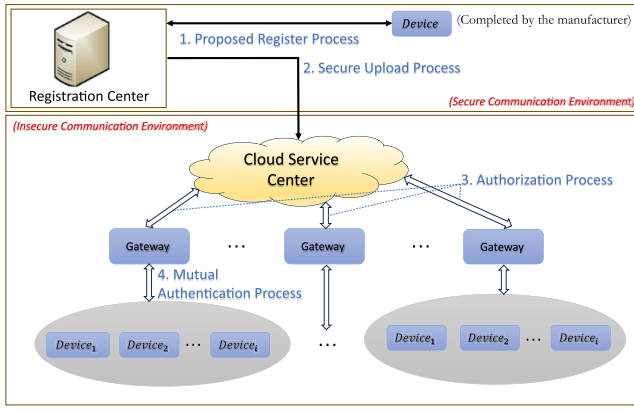 Device (Completed by the manufacturer)
1. Proposed Register Process
2. Secure Upload Process
Registration Center
(Secure Communication Environment)
(Insecure Communication Environment)
Cloud Service
Center
3. Authorization Process
Gateway ... Gateway ... Gateway
4. Mutual
Authentication Process
Device₁ Device₂ ... Deviceᵢ
...
Device₁ Device₂ ... Deviceᵢ